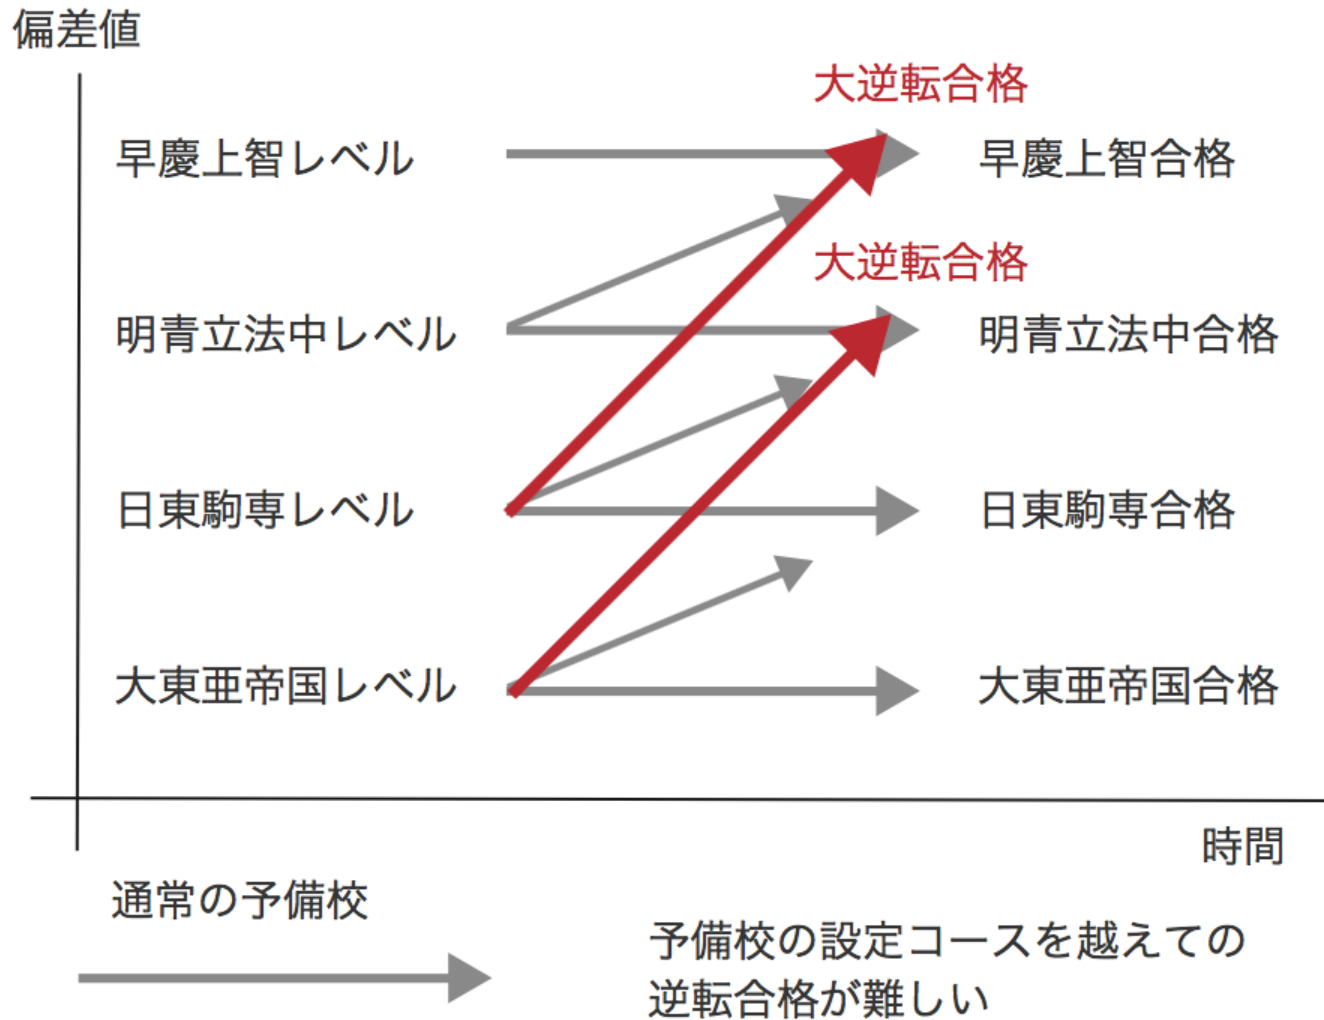 偏差値
大逆転合格
早慶上智レベル
早慶上智合格
大逆転合格
明青立法中レベル
明青立法中合格
日東駒専レベル
日東駒専合格
大東亜帝国レベル
大東亜帝国合格
時間
通常の予備校
予備校の設定コースを越えての
逆転合格が難しい